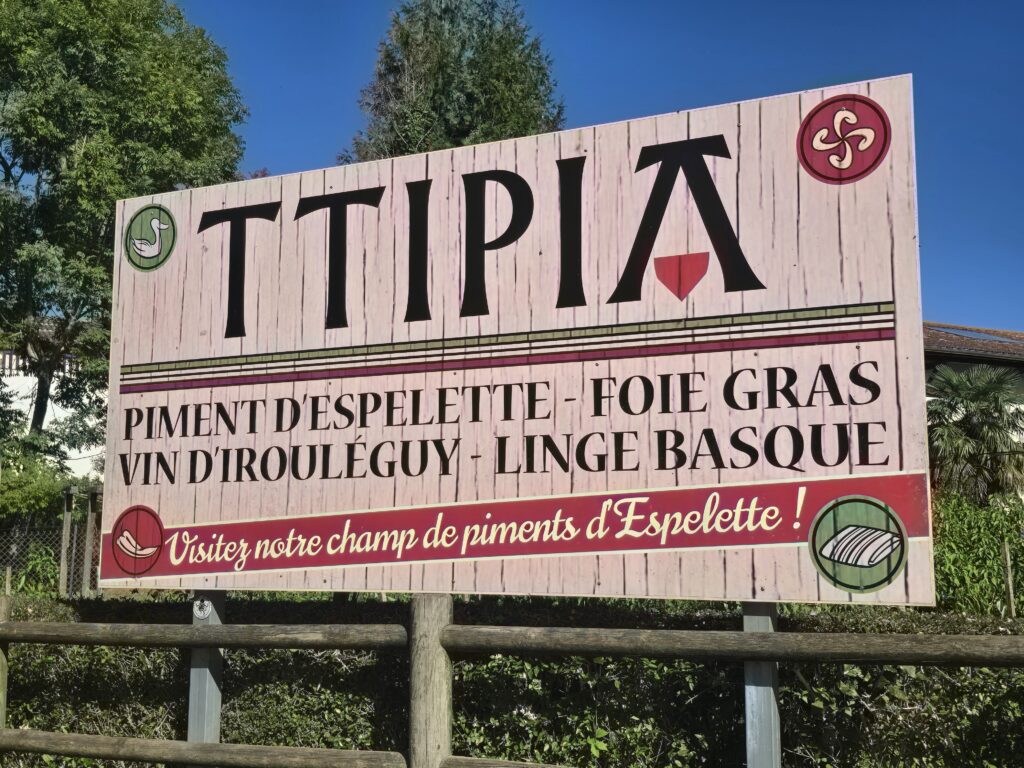 TTIPIA
PIMENT D'ESPELETTE - FOIE GRAS
VIN D'IROULÉGUY - LINGE BASQUE
Visitez notre champ de piments d'Espelette !